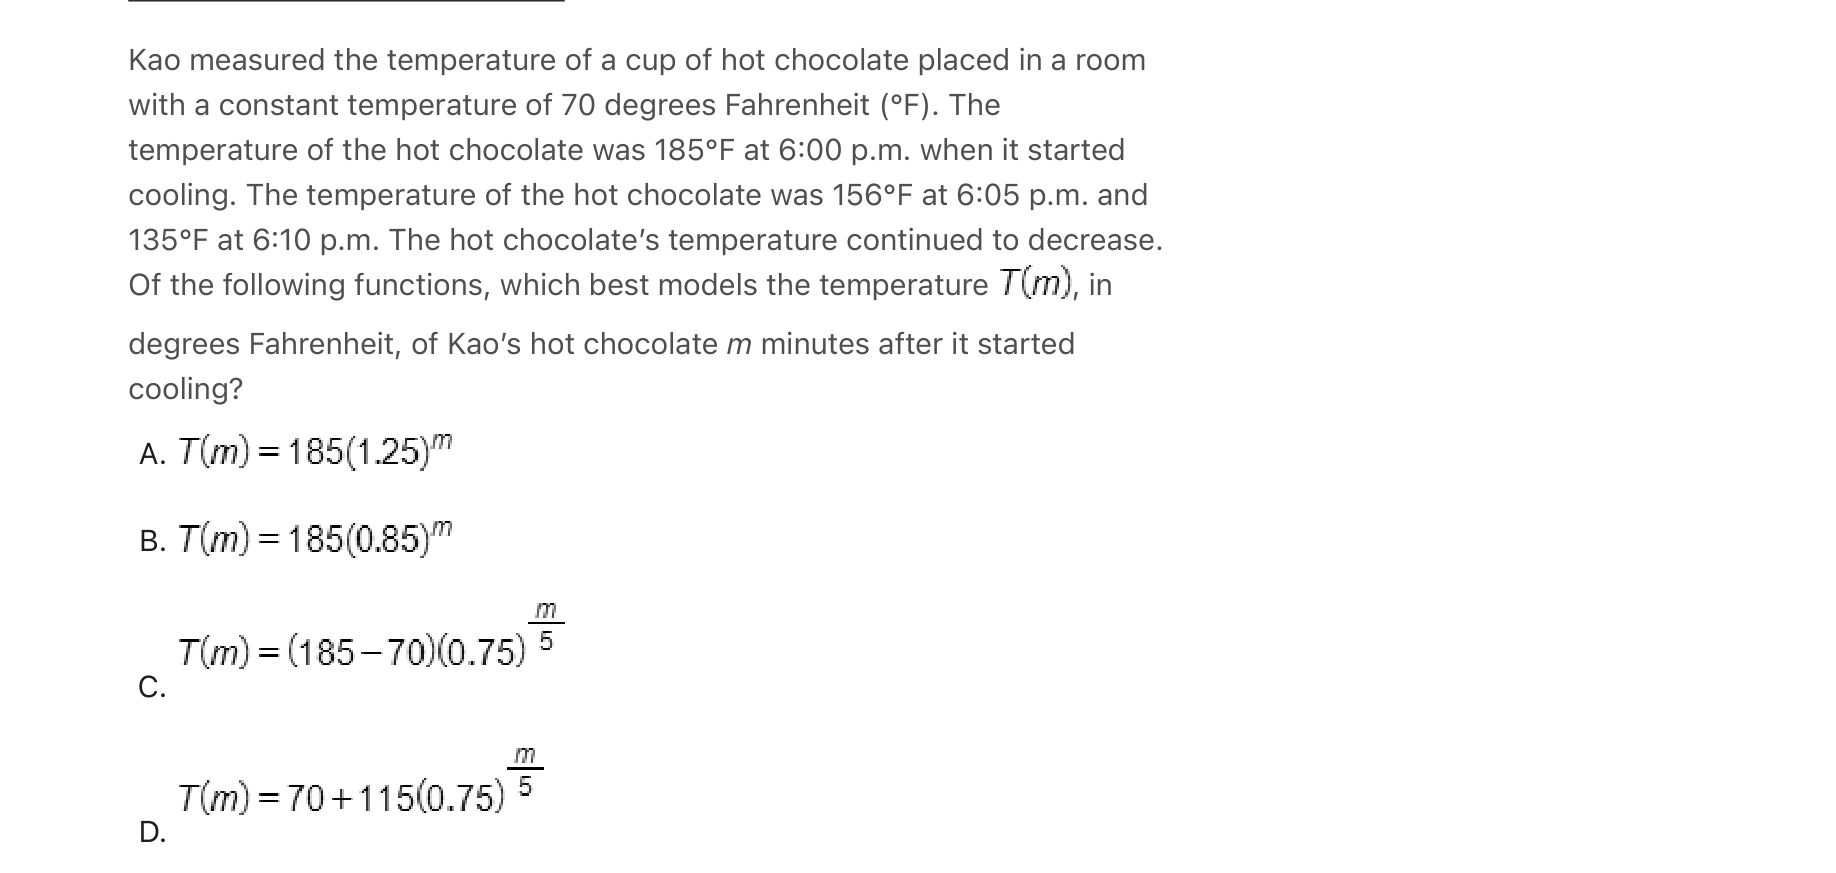 Kao measured the temperature of a cup of hot chocolate placed in a room
with a constant temperature of 70 degrees Fahrenheit (°F). The
temperature of the hot chocolate was 185°F at 6:00 p.m. when it started
cooling. The temperature of the hot chocolate was 156°F at 6:05 p.m. and
135°F at 6:10 p.m. The hot chocolate’s temperature continued to decrease.
Of the following functions, which best models the temperature T(m), in
degrees Fahrenheit, of Kao’s hot chocolate m minutes after it started
cooling?
A. T(m) = 185(1.25)^m
B. T(m) = 185(0.85)^m
C. T(m) = (185 − 70)(0.75)^(m/5)
D. T(m) = 70 + 115(0.75)^(m/5)